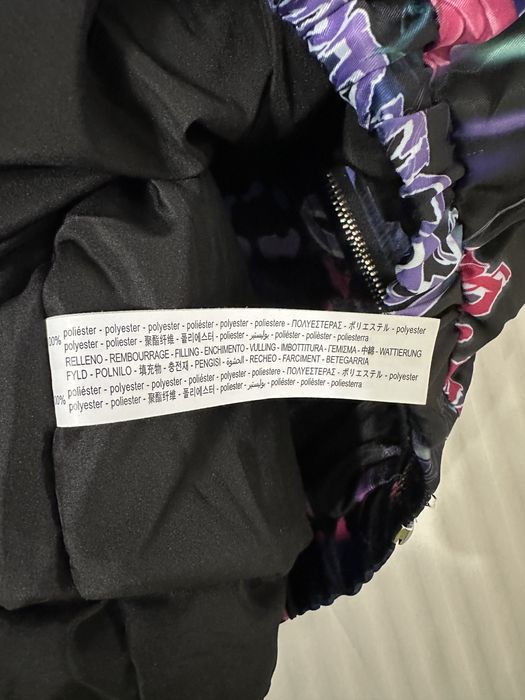 00% poliéster - polyester - polyester - poliéster - polyester - poliestere - ΠΟΛΥΕΣΤΕΡΑΣ - ポリエステル - polyester
polyester - poliester - 聚酯纤维 - 폴리에스터 - بوليستر - poliester - polièster - poliesterra
RELLENO - REMBOURRAGE - FILLING - ENCHIMENTO - VULLING - IMBOTTITURA - ΓΕΜΙΣΜΑ - 中綿 - WATTIERUNG
FYLD - POLNILO - 填充物 - 충전재 - PENGISI - الحشوة - RECHEO - FARCIMENT - BETEGARRIA
00% poliéster - polyester - polyester - poliéster - polyester - poliestere - ΠΟΛΥΕΣΤΕΡΑΣ - ポリエステル - polyester
polyester - poliester - 聚酯纤维 - 폴리에스터 - بوليستر - poliéster - polièster - poliesterra